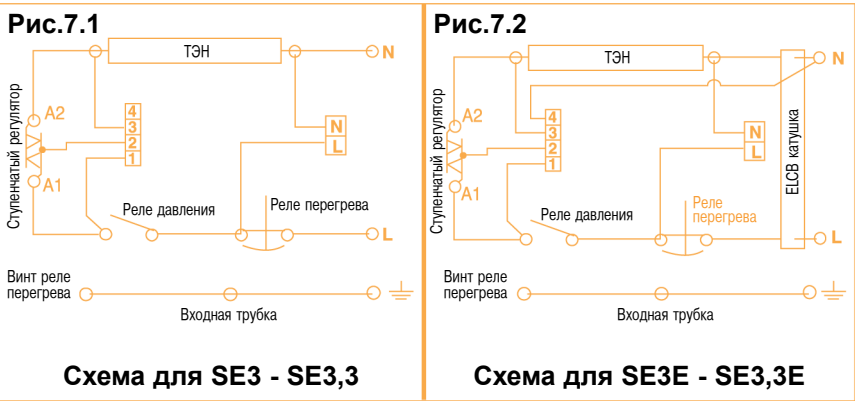 Рис.7.1
ТЭН
N
Ступенчатый регулятор
A2
4
3
2
1
N
L
A1
Реле давления
Реле перегрева
L
Винт реле
перегрева
Входная трубка
Схема для SE3 - SE3,3
Рис.7.2
ТЭН
N
Ступенчатый регулятор
A2
4
3
2
1
N
L
ELCB катушка
A1
Реле давления
Реле
перегрева
L
Винт реле
перегрева
Входная трубка
Схема для SE3E - SE3,3E